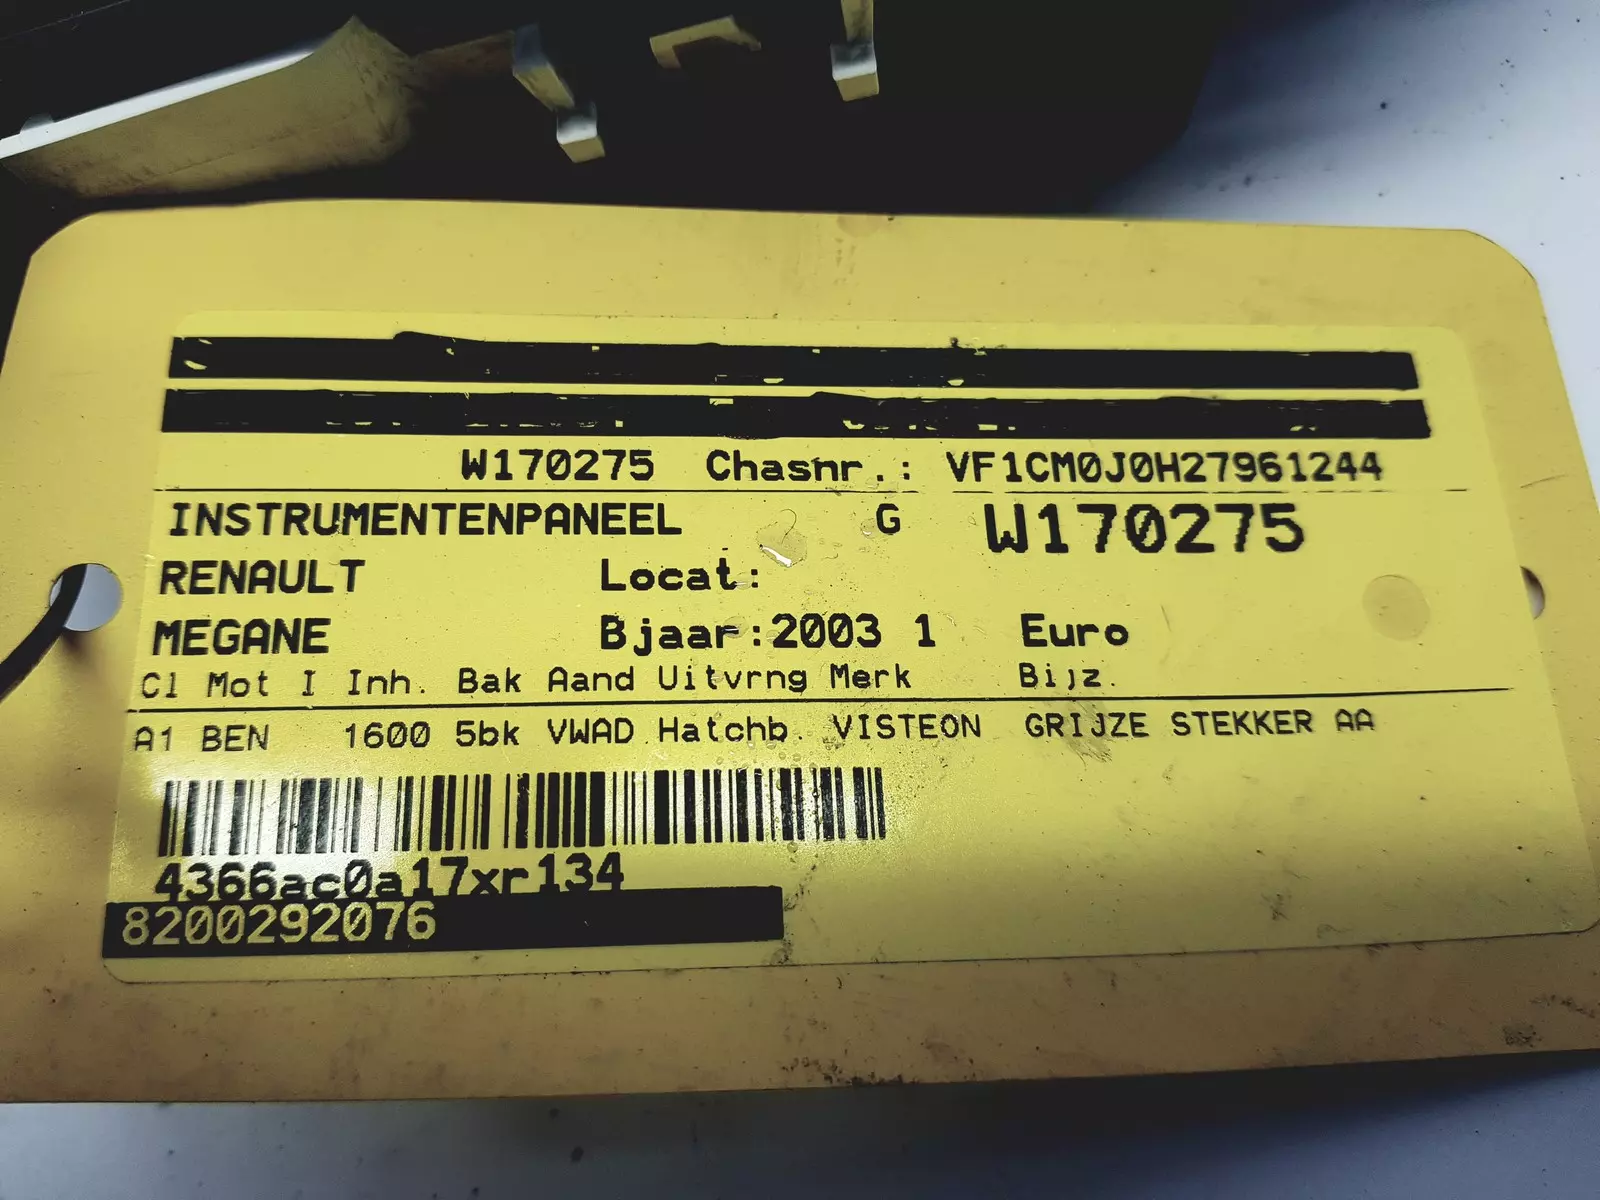 W170275 Chasnr.: VF1CM0J0H27961244
INSTRUMENTENPANEEL G W170275
RENAULT Locat:
MEGANE Bjaar:2003 1 Euro
Cl Mot I Inh. Bak Aand Uitvrng Merk Bijz.
A1 BEN 1600 5bk VWAD Hatchb. VISTEON GRIJZE STEKKER AA
4366ac0a17xr134
8200292076